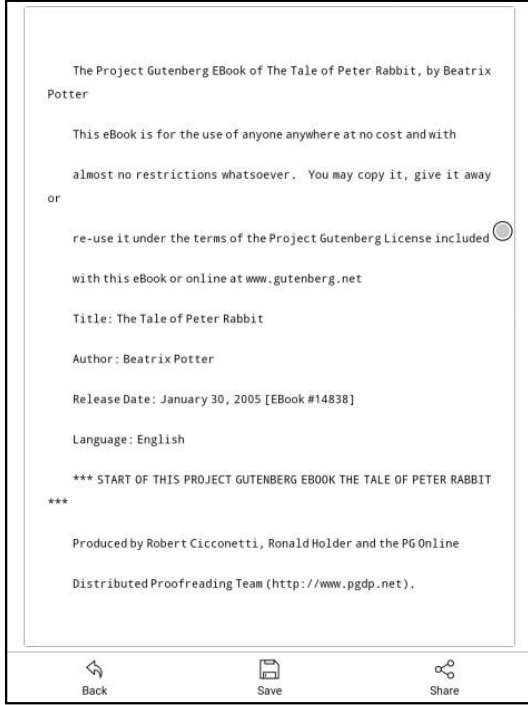 The Project Gutenberg EBook of The Tale of Peter Rabbit, by Beatrix
Potter
This eBook is for the use of anyone anywhere at no cost and with
almost no restrictions whatsoever.  You may copy it, give it away
or
re-use it under the terms of the Project Gutenberg License included
with this eBook or online at www.gutenberg.net
Title: The Tale of Peter Rabbit
Author: Beatrix Potter
Release Date: January 30, 2005 [EBook #14838]
Language: English
*** START OF THIS PROJECT GUTENBERG EBOOK THE TALE OF PETER RABBIT
***
Produced by Robert Cicconetti, Ronald Holder and the PG Online
Distributed Proofreading Team (http://www.pgdp.net).
Back Save Share